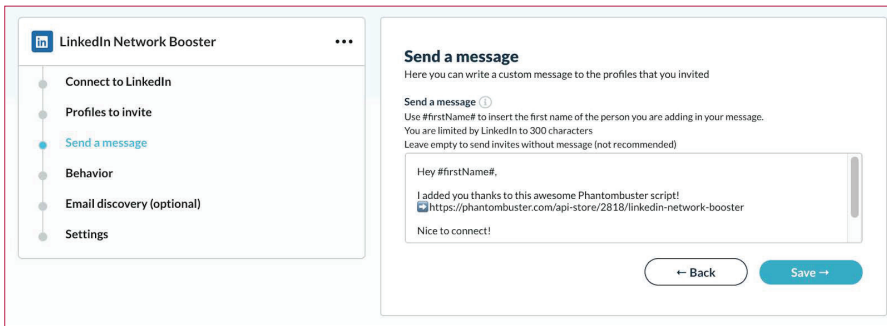 in LinkedIn Network Booster •••
Connect to LinkedIn
Profiles to invite
Send a message
Behavior
Email discovery (optional)
Settings
Send a message
Here you can write a custom message to the profiles that you invited
Send a message i
Use #firstName# to insert the first name of the person you are adding in your message.
You are limited by LinkedIn to 300 characters
Leave empty to send invites without message (not recommended)
Hey #firstName#,
I added you thanks to this awesome Phantombuster script!
➡https://phantombuster.com/api-store/2818/linkedin-network-booster
Nice to connect!
← Back
Save →